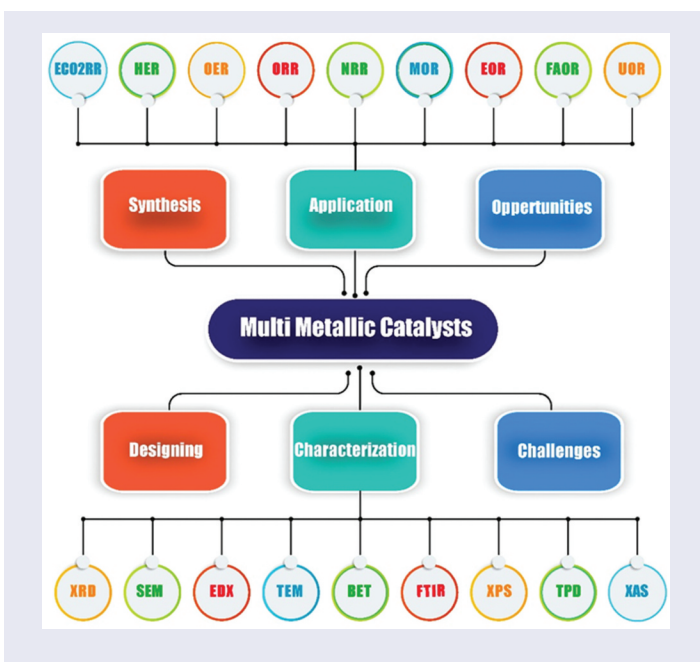 ECO2RR HER OER ORR NRR MOR EOR FAOR UOR
Synthesis Application Oppertunities
Multi Metallic Catalysts
Designing Characterization Challenges
XRD SEM EDX TEM BET FTIR XPS TPD XAS